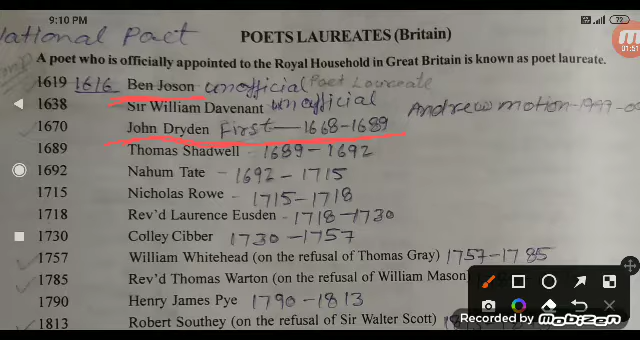 9:10 PM
72
01:51
National Pact
POETS LAUREATES (Britain)
A poet who is officially appointed to the Royal Household in Great Britain is known as poet laureate.
1619 1616 Ben Joson unofficial Poet Laureate
1638 Sir William Davenant unofficial
Andrew motion-1999-
1670 John Dryden First — 1668-1689
1689 Thomas Shadwell - 1689-1692
1692 Nahum Tate - 1692-1715
1715 Nicholas Rowe - 1715-1718
1718 Rev'd Laurence Eusden - 1718-1730
1730 Colley Cibber 1730-1757
1757 William Whitehead (on the refusal of Thomas Gray) 1757-1785
1785 Rev'd Thomas Warton (on the refusal of William Mason)
1790 Henry James Pye 1790-1813
1813 Robert Southey (on the refusal of Sir Walter Scott)
Recorded by mobizen